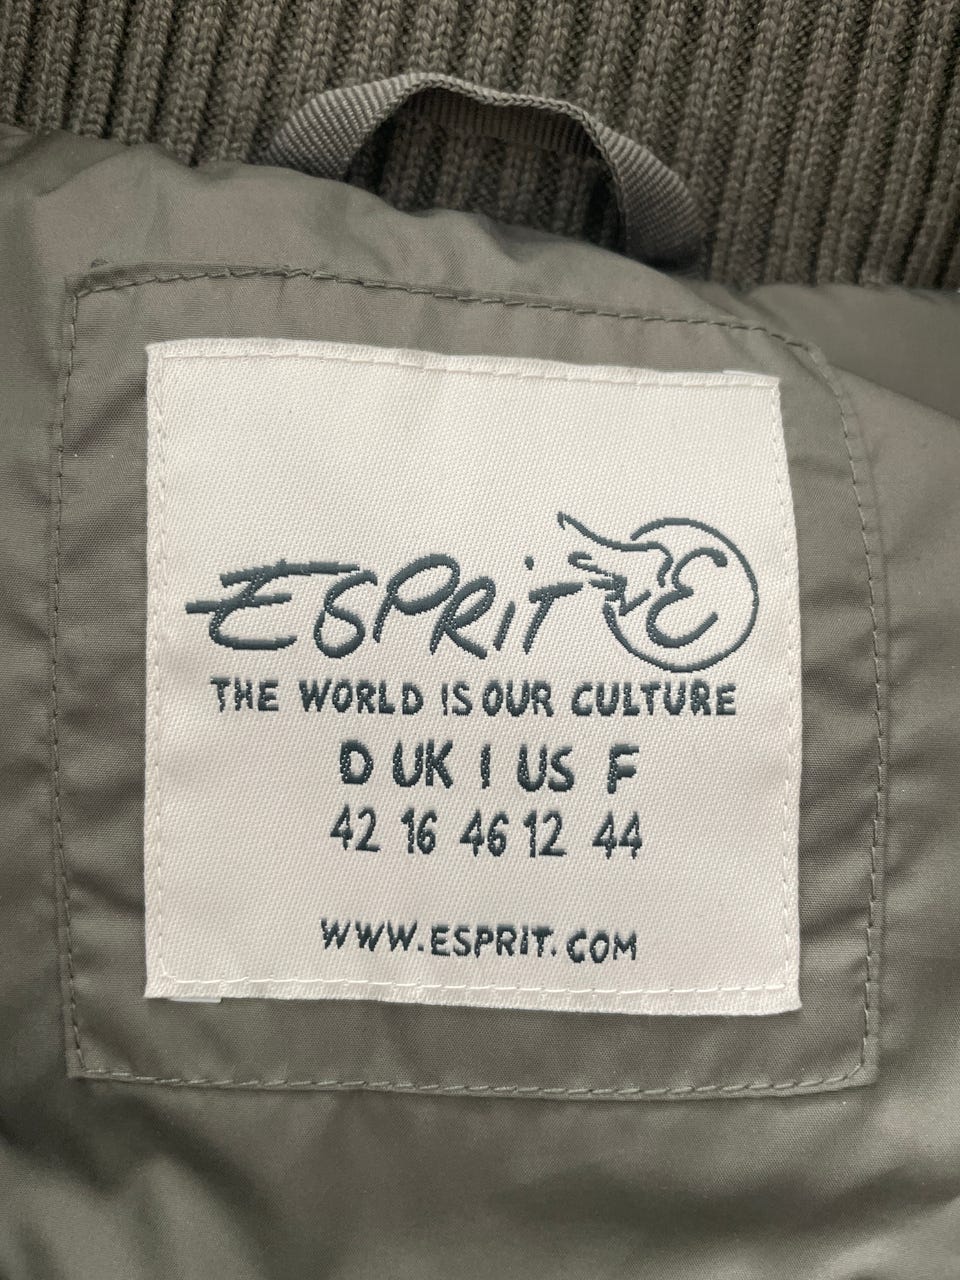 ESPRiT E
THE WORLD IS OUR CULTURE
D UK I US F
42 16 46 12 44
WWW.ESPRiT.COM